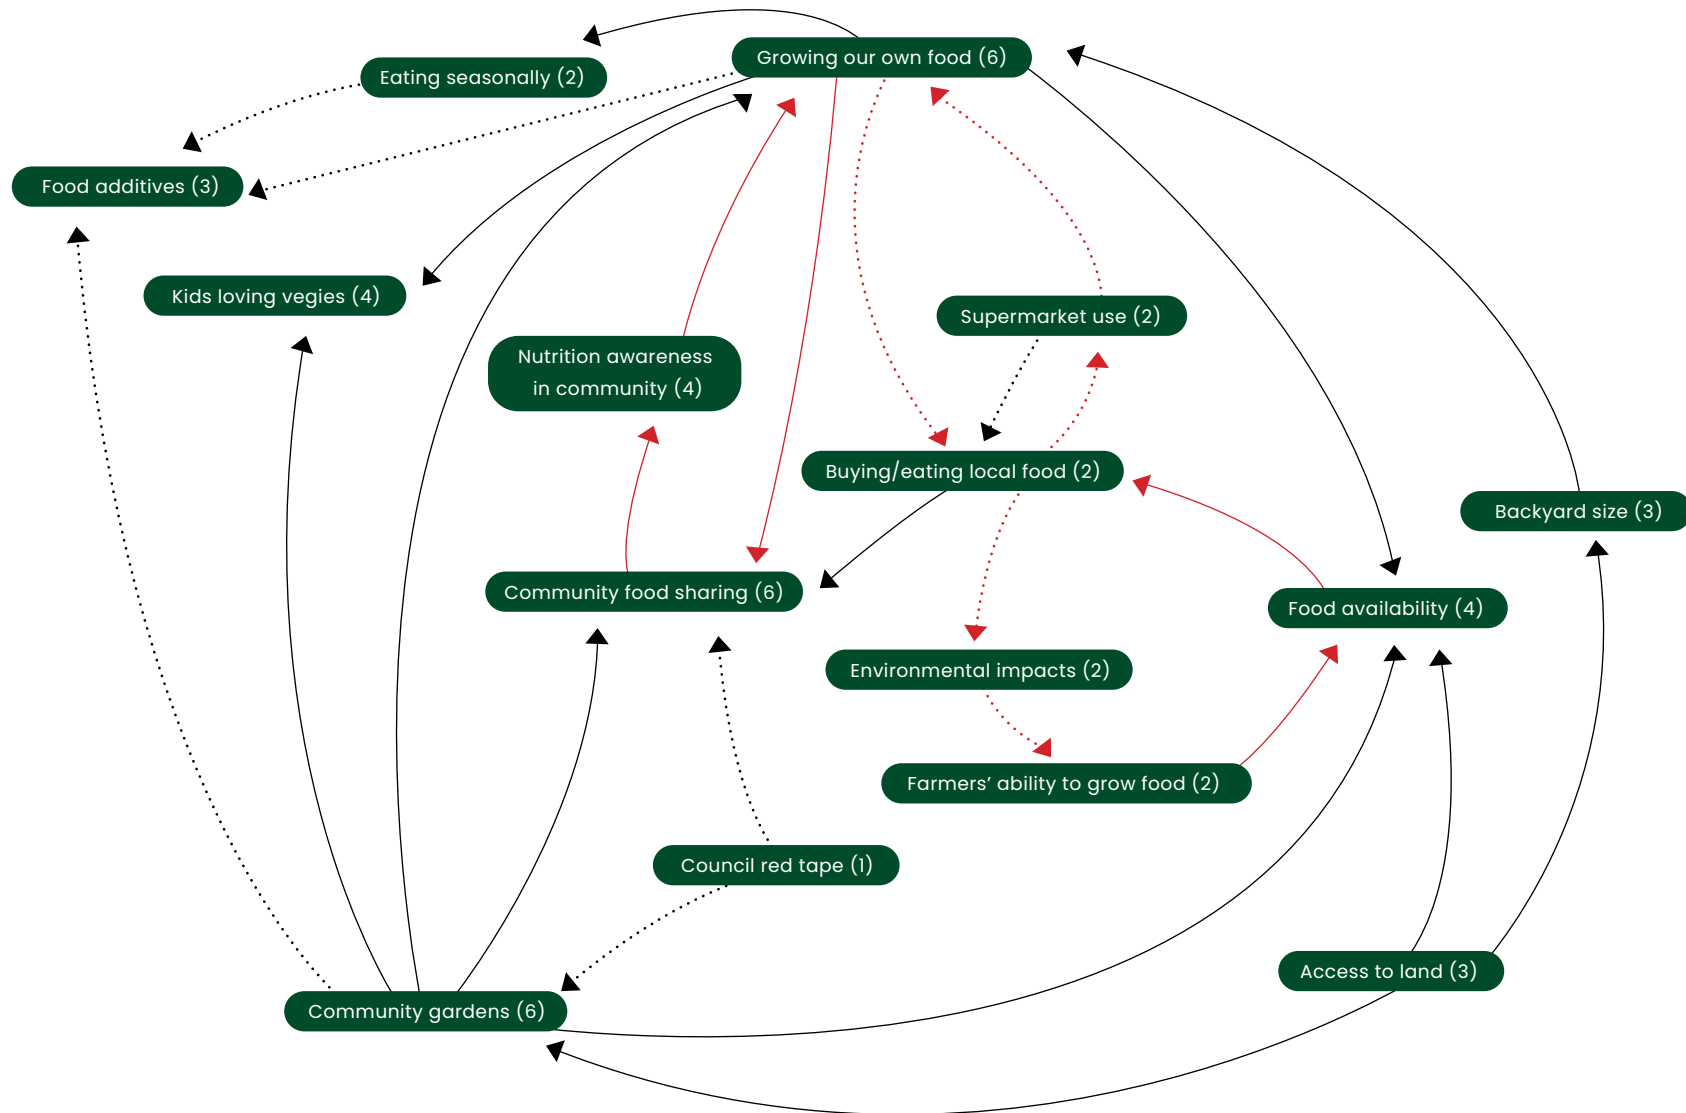 Growing our own food (6)
Eating seasonally (2)
Food additives (3)
Kids loving vegies (4)
Supermarket use (2)
Nutrition awareness
in community (4)
Buying/eating local food (2)
Backyard size (3)
Community food sharing (6)
Food availability (4)
Environmental impacts (2)
Farmers’ ability to grow food (2)
Council red tape (1)
Access to land (3)
Community gardens (6)